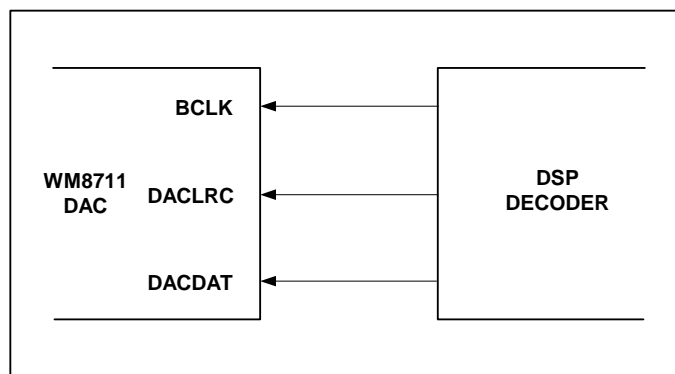 BCLK
WM8711
DAC
DACLRC
DSP
DECODER
DACDAT